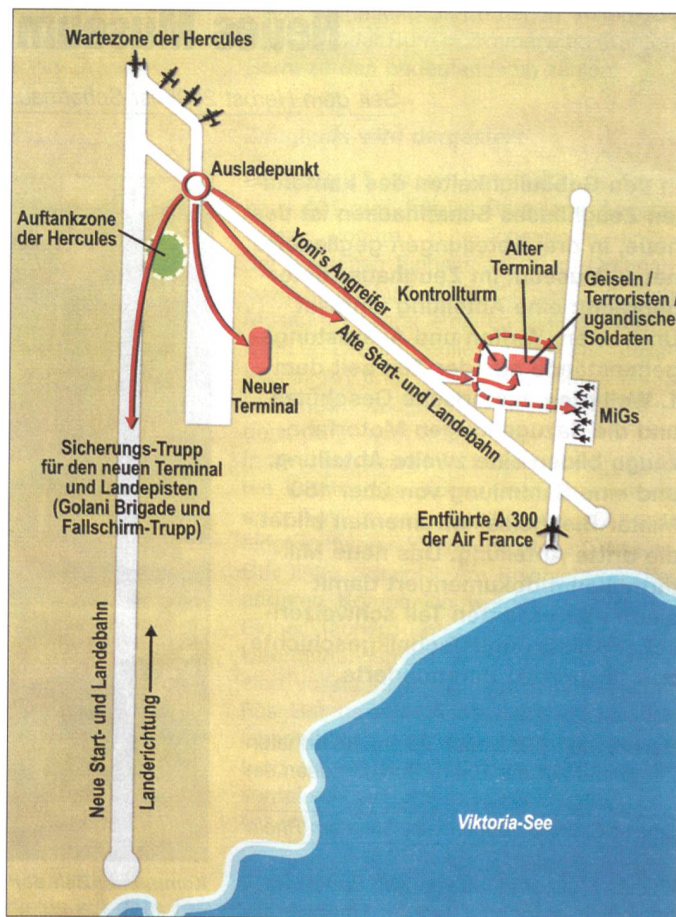 Wartezone der Hercules
Ausladepunkt
Auftankzone
der Hercules
Yoni's Angreifer
Alter
Terminal
Kontrollturm
Geiseln /
Terroristen /
ugandische
Soldaten
Alte Start- und Landebahn
Neuer
Terminal
MiGs
Sicherungs-Trupp
für den neuen Terminal
und Landepisten
(Golani Brigade und
Fallschirm-Trupp)
Entführte A 300
der Air France
Neue Start- und Landebahn
Landerichtung
Viktoria-See